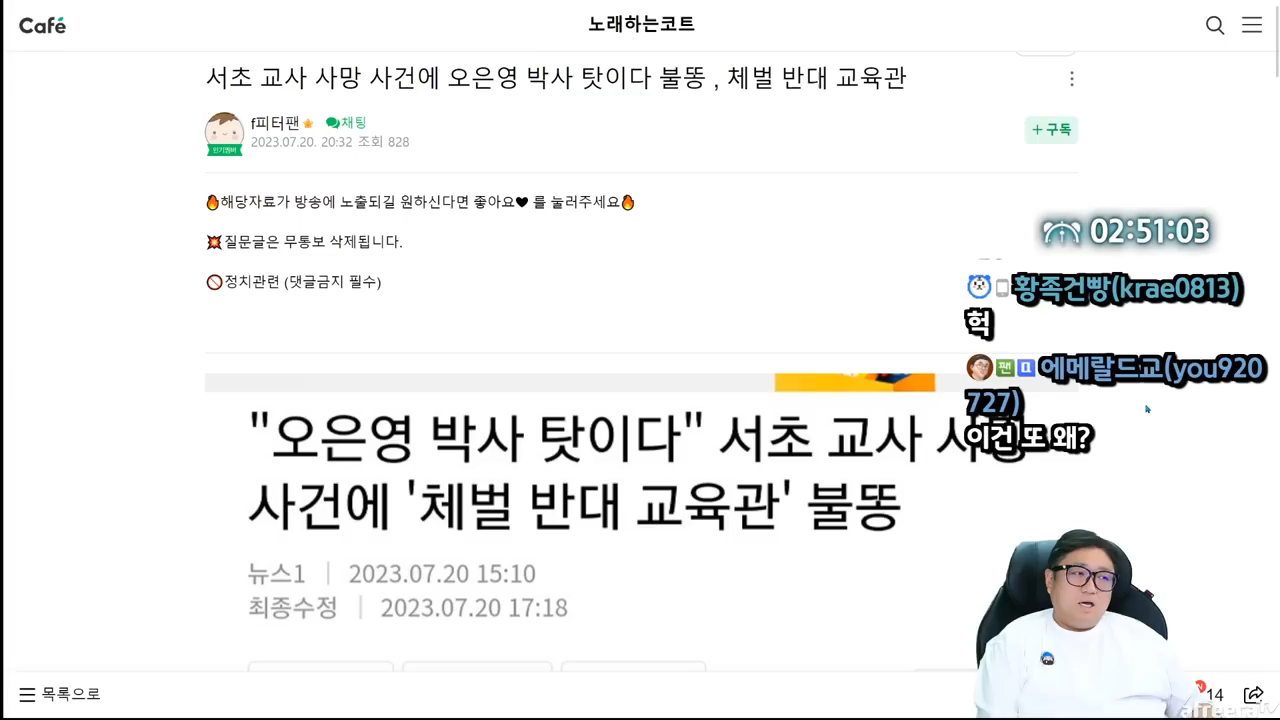 Café
노래하는코트
서초 교사 사망 사건에 오은영 박사 탓이다 불똥 , 체벌 반대 교육관
f피터팬
채팅
인기멤버
2023.07.20. 20:32 조회 828
+ 구독
🔥해당자료가 방송에 노출되길 원하신다면 좋아요♥ 를 눌러주세요🔥
💥질문글은 무통보 삭제됩니다.
🚫정치관련 (댓글금지 필수)
02:51:03
황족건빵(krae0813)
헉
팬
에메랄드교(you920
727)
이건 또 왜?
"오은영 박사 탓이다" 서초 교사
사건에 '체벌 반대 교육관' 불똥
뉴스1 | 2023.07.20 15:10
최종수정 | 2023.07.20 17:18
목록으로
14